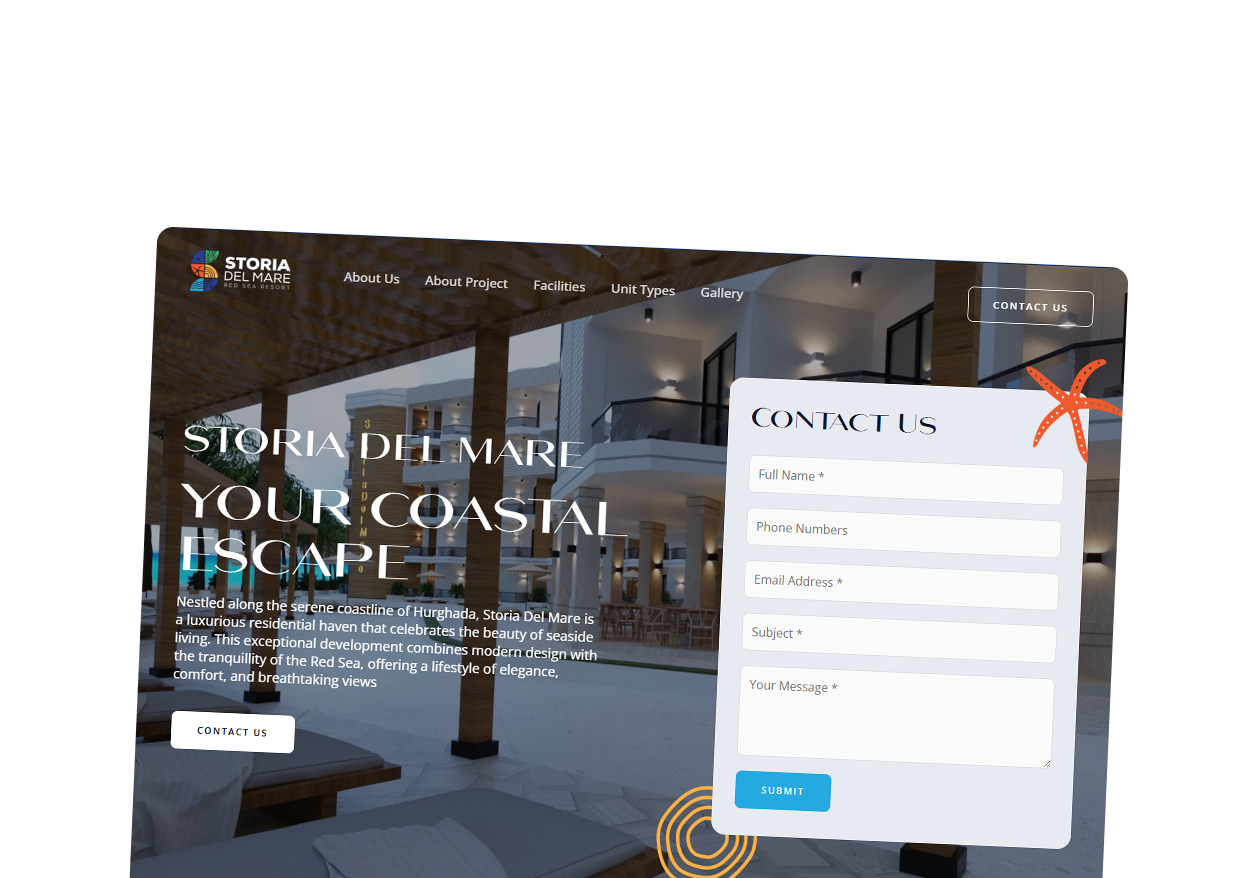 STORIA
DEL MARE
RED SEA RESORT
About Us
About Project
Facilities
Unit Types
Gallery
CONTACT US
STORIA DEL MARE
YOUR COASTAL
ESCAPE
Nestled along the serene coastline of Hurghada, Storia Del Mare is
a luxurious residential haven that celebrates the beauty of seaside
living. This exceptional development combines modern design with
the tranquillity of the Red Sea, offering a lifestyle of elegance,
comfort, and breathtaking views
CONTACT US
Contact Us
Full Name *
Phone Numbers
Email Address *
Subject *
Your Message *
SUBMIT